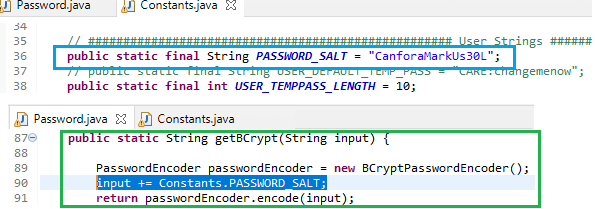 Password.java Constants.java
34
35 // ################################################## User Strings #######
36 public static final String PASSWORD_SALT = "CanforaMarkUs30L";
37 // public static final String USER_DEFAULT_TEMP_PASS = "CARE:changemenow";
38 public static final int USER_TEMPPASS_LENGTH = 10;
Password.java Constants.java
87 public static String getBCrypt(String input) {
88
89 PasswordEncoder passwordEncoder = new BCryptPasswordEncoder();
90 input += Constants.PASSWORD_SALT;
91 return passwordEncoder.encode(input);